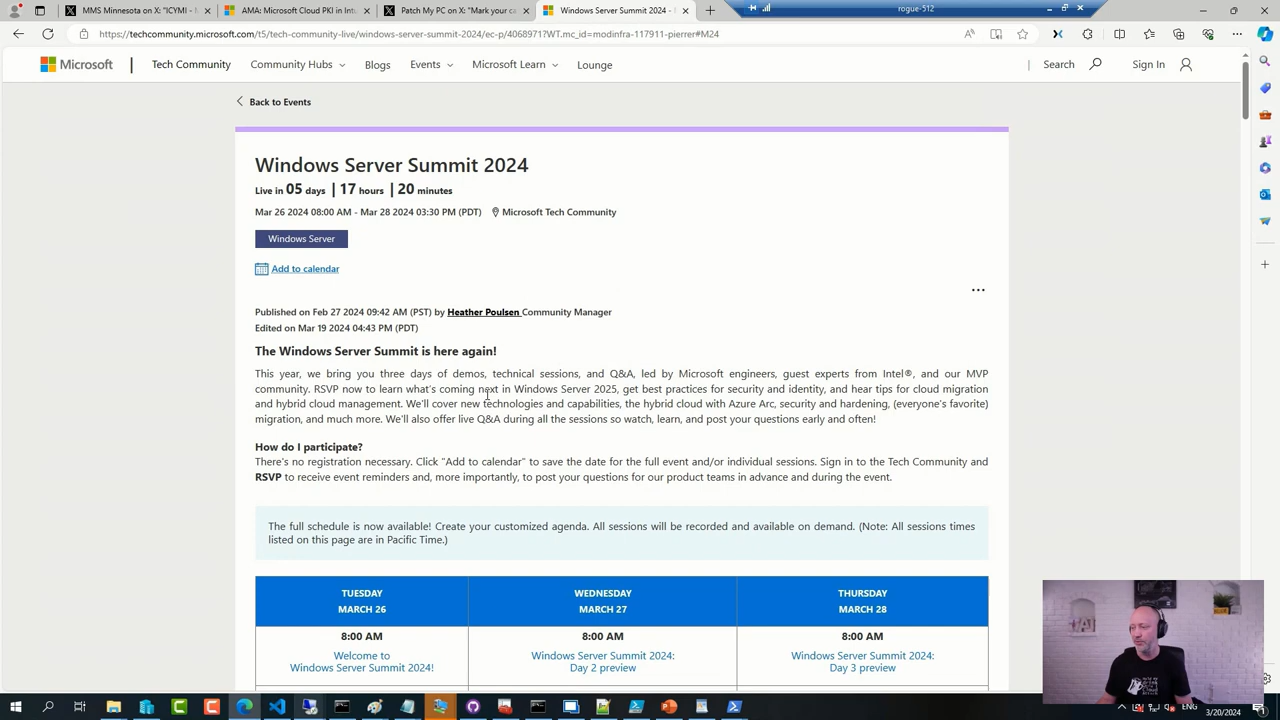 MMS Minnesota on X: "ICYMI -
AMA: Microsoft Cloud PKI in Intu
Patch My PC on X: "Mark your ca
Windows Server Summit 2024 -
rogue-512
https://techcommunity.microsoft.com/t5/tech-community-live/windows-server-summit-2024/ec-p/4068971?WT.mc_id=modinfra-117911-pierrer#M24
Microsoft
Tech Community
Community Hubs
Blogs
Events
Microsoft Learn
Lounge
Search
Sign In
Back to Events
Windows Server Summit 2024
Live in 05 days | 17 hours | 20 minutes
Mar 26 2024 08:00 AM - Mar 28 2024 03:30 PM (PDT) Microsoft Tech Community
Windows Server
Add to calendar
Published on Feb 27 2024 09:42 AM (PST) by Heather Poulsen Community Manager
Edited on Mar 19 2024 04:43 PM (PDT)
The Windows Server Summit is here again!
This year, we bring you three days of demos, technical sessions, and Q&A, led by Microsoft engineers, guest experts from Intel®, and our MVP
community. RSVP now to learn what's coming next in Windows Server 2025, get best practices for security and identity, and hear tips for cloud migration
and hybrid cloud management. We'll cover new technologies and capabilities, the hybrid cloud with Azure Arc, security and hardening, (everyone's favorite)
migration, and much more. We'll also offer live Q&A during all the sessions so watch, learn, and post your questions early and often!
How do I participate?
There's no registration necessary. Click "Add to calendar" to save the date for the full event and/or individual sessions. Sign in to the Tech Community and
RSVP to receive event reminders and, more importantly, to post your questions for our product teams in advance and during the event.
The full schedule is now available! Create your customized agenda. All sessions will be recorded and available on demand. (Note: All sessions times
listed on this page are in Pacific Time.)
TUESDAY
MARCH 26
WEDNESDAY
MARCH 27
THURSDAY
MARCH 28
8:00 AM
Welcome to
Windows Server Summit 2024!
8:00 AM
Windows Server Summit 2024:
Day 2 preview
8:00 AM
Windows Server Summit 2024:
Day 3 preview
ENG
3/20/2024